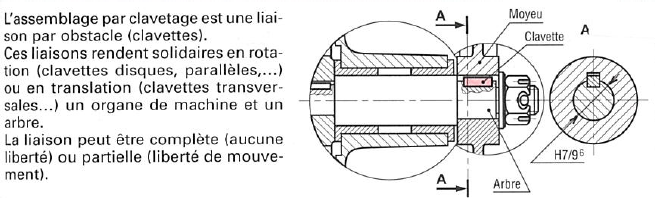 L'assemblage par clavetage est une liai-
son par obstacle (clavettes).
Ces liaisons rendent solidaires en rota-
tion (clavettes disques, parallèles,...)
ou en translation (clavettes transver-
sales...) un organe de machine et un
arbre.
La liaison peut être complète (aucune
liberté) ou partielle (liberté de mouve-
ment).
A
Moyeu
Clavette
A
A
Arbre
H7/9⁶